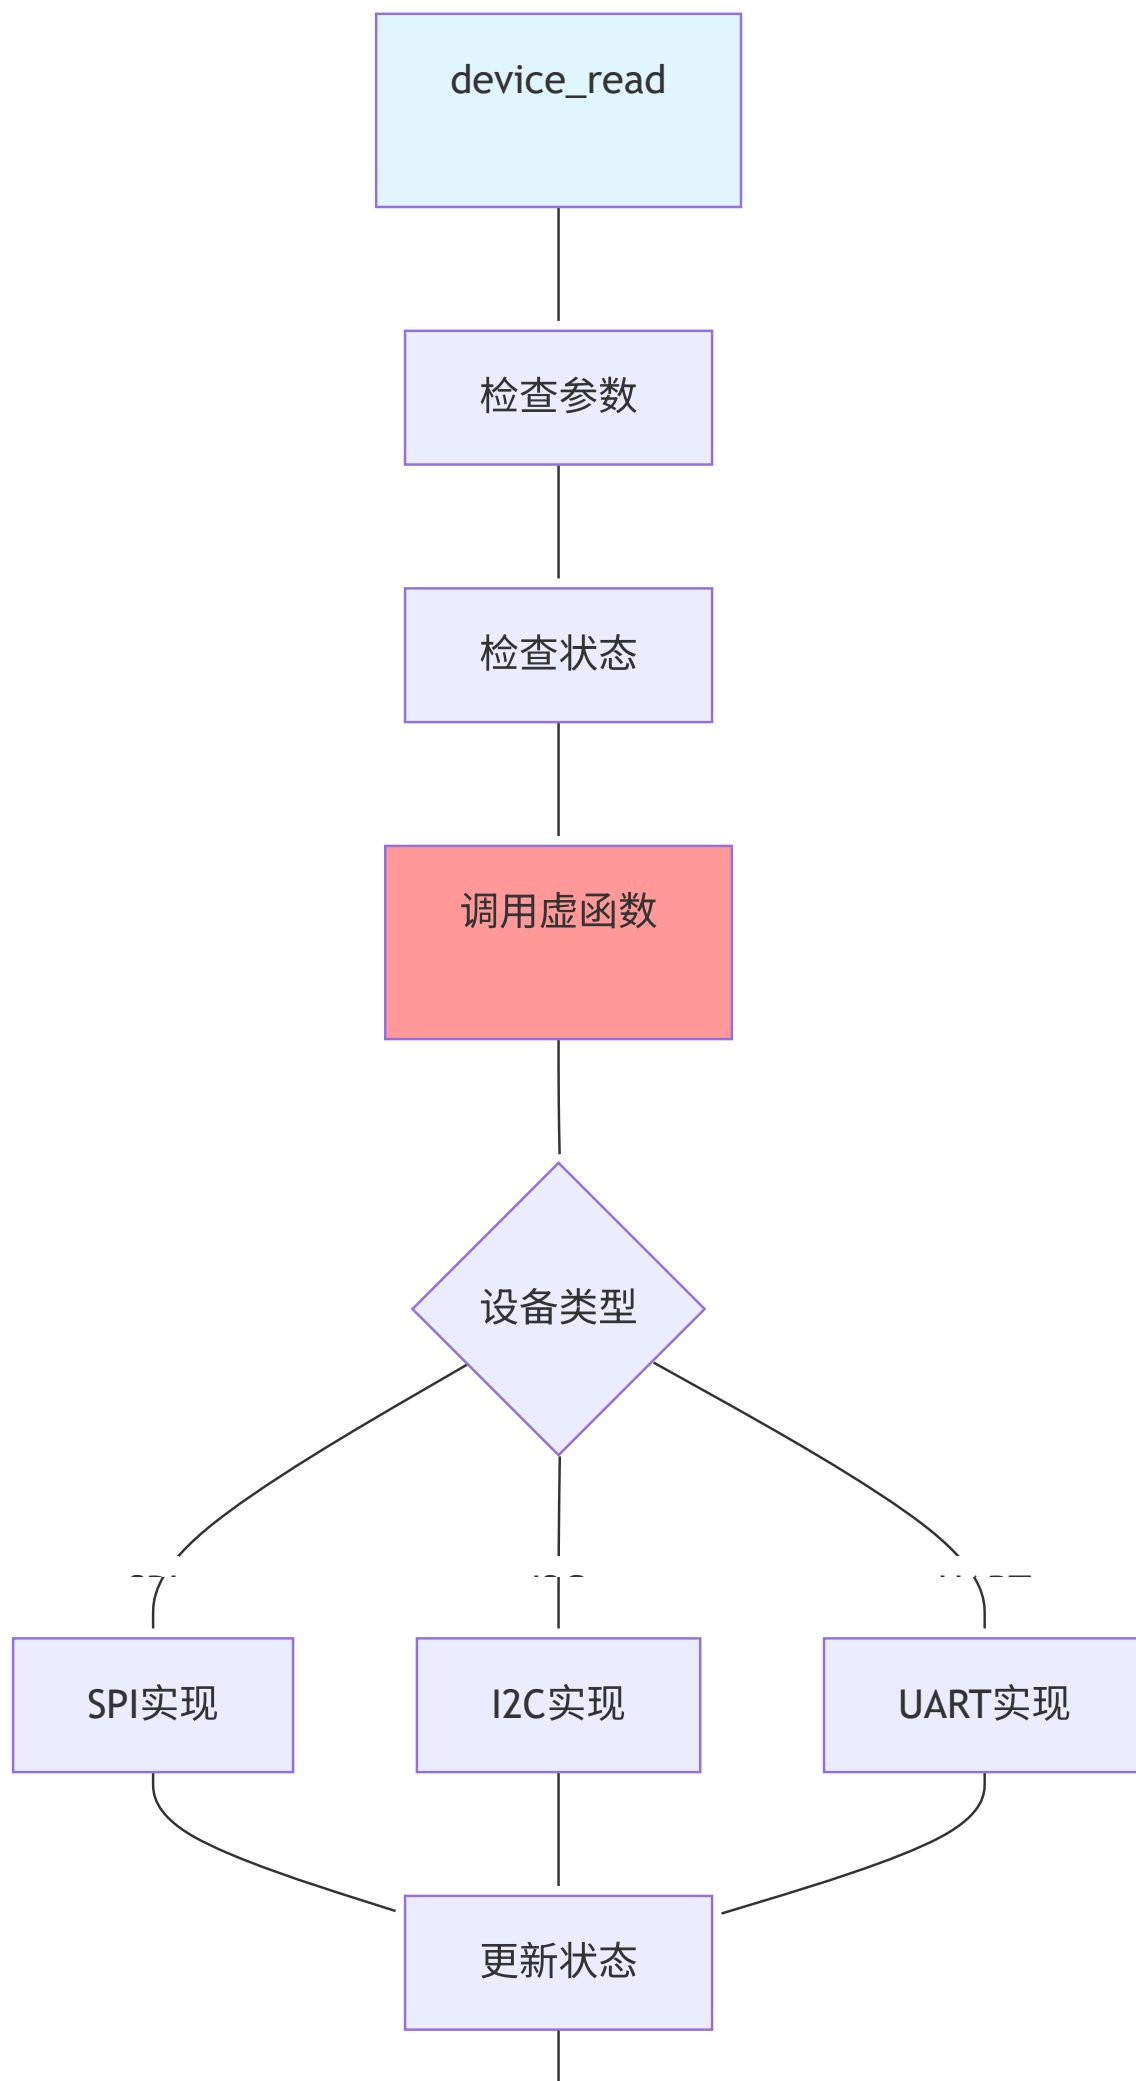 device_read
检查参数
检查状态
调用虚函数
设备类型
SPI实现
I2C实现
UART实现
更新状态